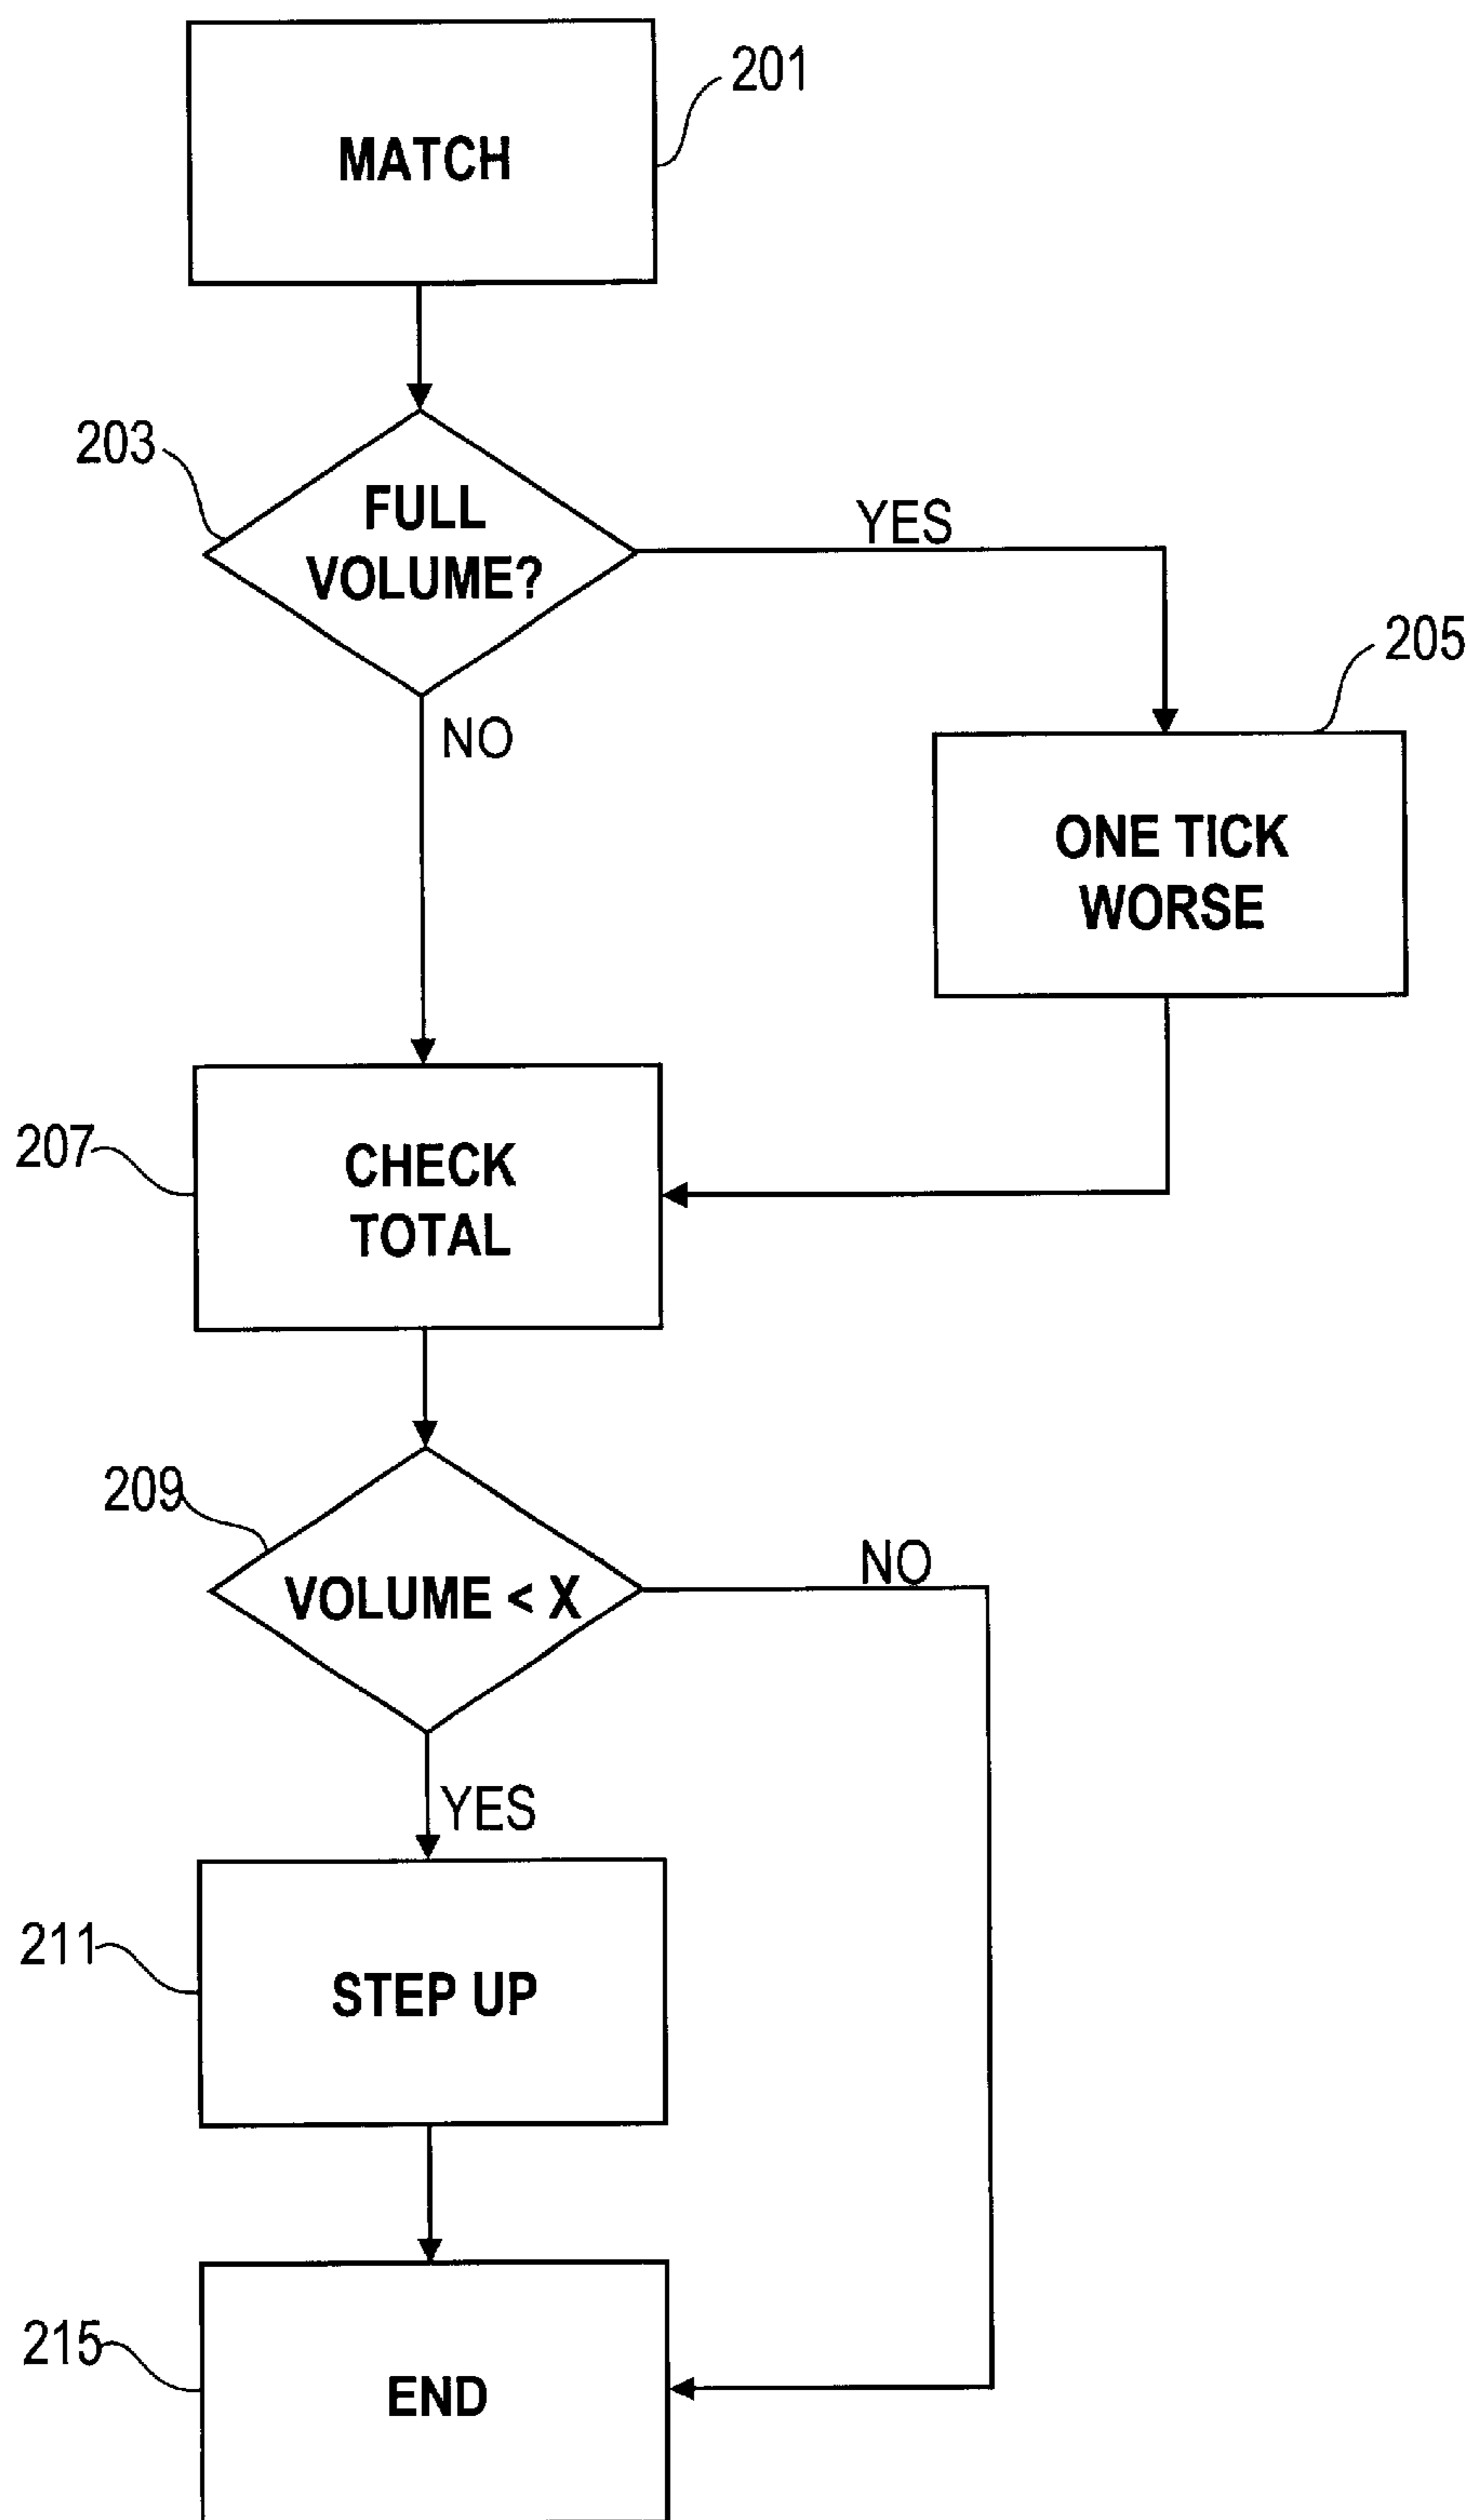 MATCH
201
203
FULL
VOLUME?
YES
NO
205
ONE TICK
WORSE
207
CHECK
TOTAL
209
VOLUME < X
NO
YES
211
STEP UP
215
END